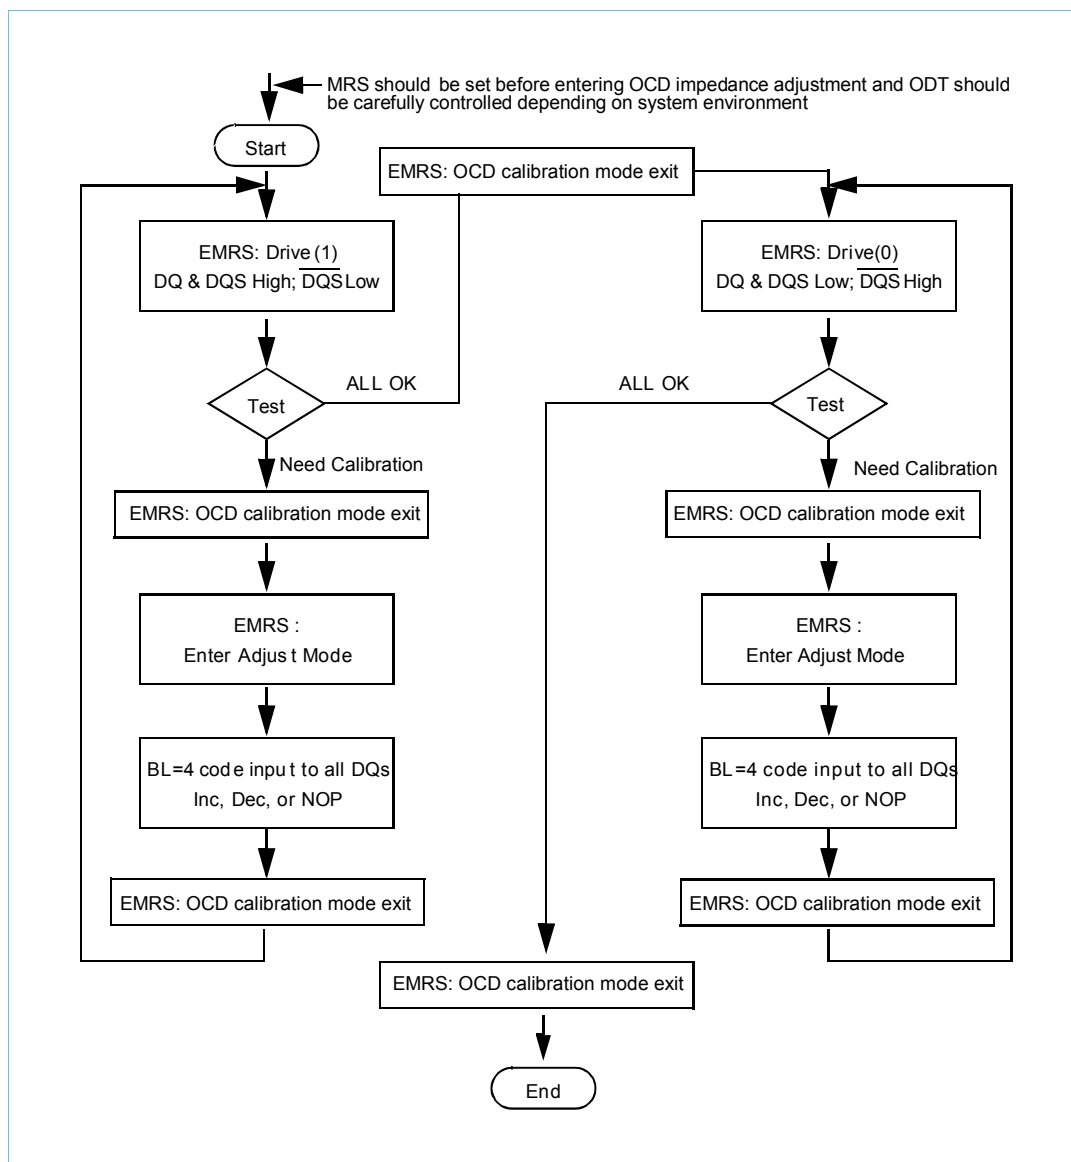 MRS should be set before entering OCD impedance adjustment and ODT should
be carefully controlled depending on system environment
Start
EMRS: OCD calibration mode exit
EMRS: Drive (1)
DQ & DQS High; D̅Q̅S̅ Low
EMRS: Drive(0)
DQ & DQS Low; D̅Q̅S̅ High
ALL OK
Test
Need Calibration
ALL OK
Test
Need Calibration
EMRS: OCD calibration mode exit
EMRS: OCD calibration mode exit
EMRS :
Enter Adjust Mode
EMRS :
Enter Adjust Mode
BL=4 code input to all DQs
Inc, Dec, or NOP
BL=4 code input to all DQs
Inc, Dec, or NOP
EMRS: OCD calibration mode exit
EMRS: OCD calibration mode exit
EMRS: OCD calibration mode exit
End